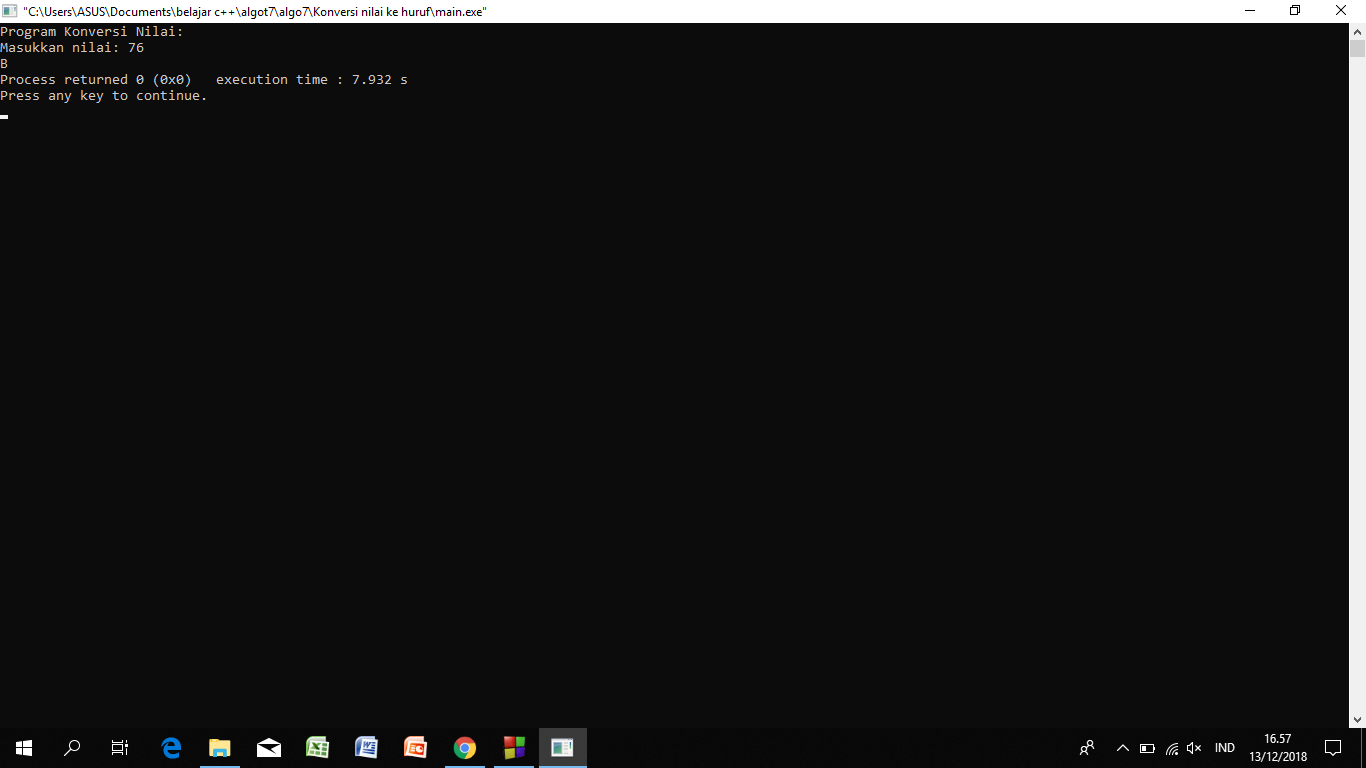 "C:\Users\ASUS\Documents\belajar c++\algot7\algo7\Konversi nilai ke huruf\main.exe"
Program Konversi Nilai:
Masukkan nilai: 76
B
Process returned 0 (0x0)   execution time : 7.932 s
Press any key to continue.
IND
16.57
13/12/2018